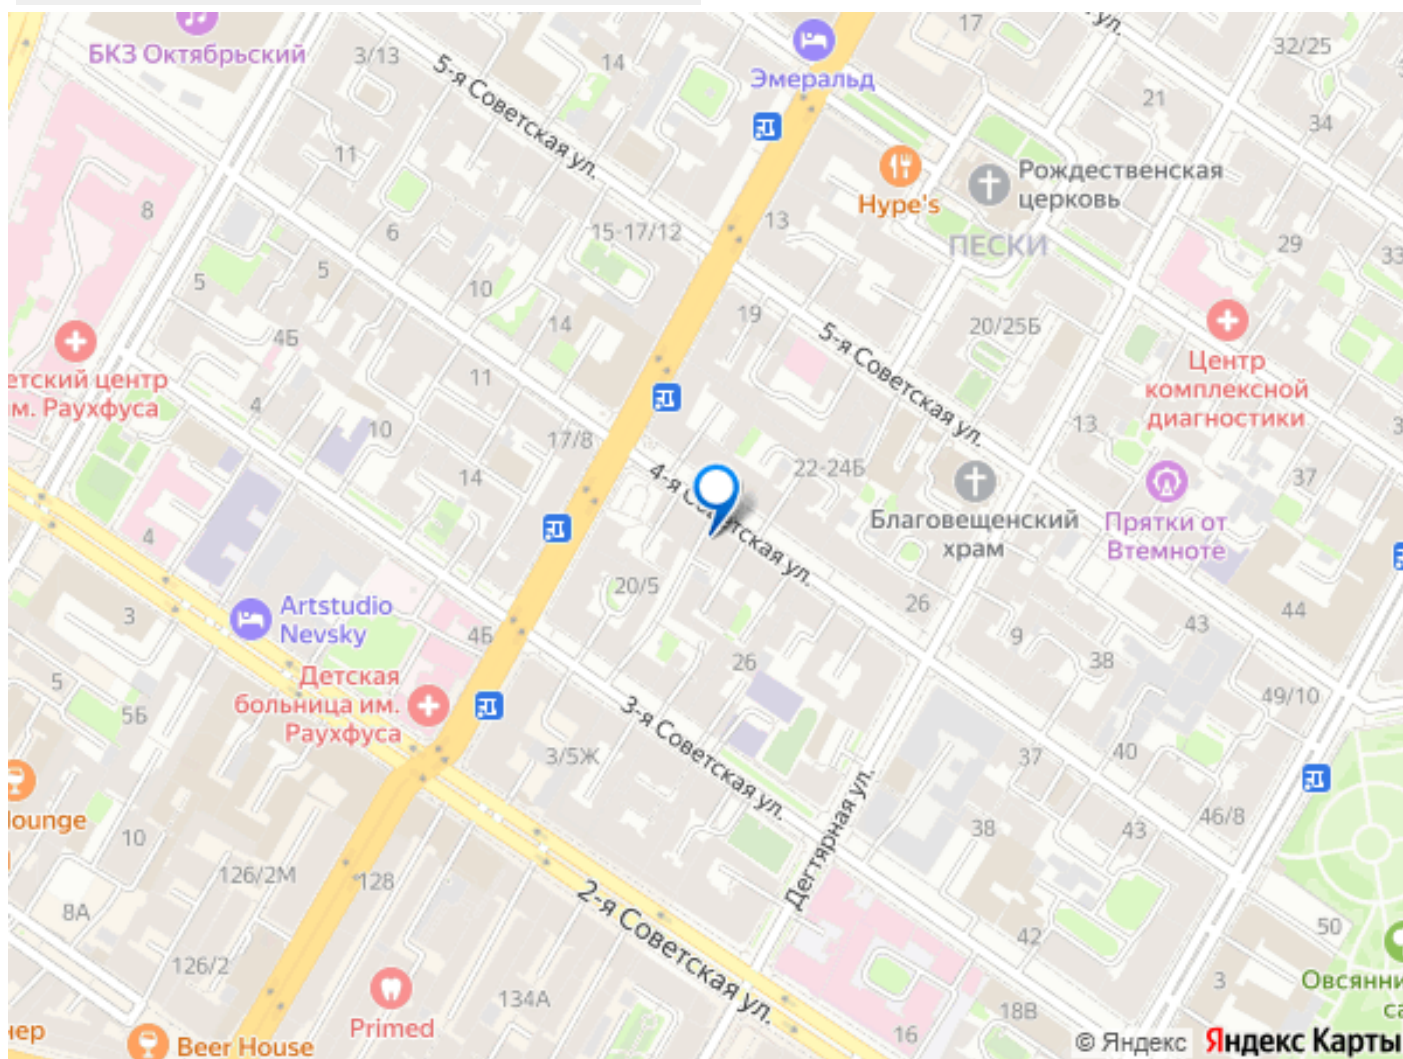 17
ул.
32/25
БКЗ Октябрьский
3/13
14
5-я Советская ул.
Эмеральд
21
34
11
Рождественская
церковь
Hype's
8
6
15-17/12
13
ПЕСКИ
29
33
5
5
10
14
19
20/25Б
4Б
5-я Советская ул.
Центр
комплексной
диагностики
етский центр
м. Раухфуса
11
4
10
17/8
13
3
14
4-я Советская ул.
22-24Б
37
Благовещенский
храм
Прятки от
Втемноте
4
20/5
Artstudio
Nevsky
3
4Б
26
44
9
43
38
26
5
5Б
Детская
больница им.
Раухфуса
49/10
3-я Советская ул.
3/5Ж
37
40
lounge
10
Дегтярная ул.
46/8
38
43
126/2М
128
8А
2-я Советская ул.
50
42
126/2
3
Овсянни
са
134А
18В
нер
Primed
16
Beer House
© Яндекс Яндекс Карты